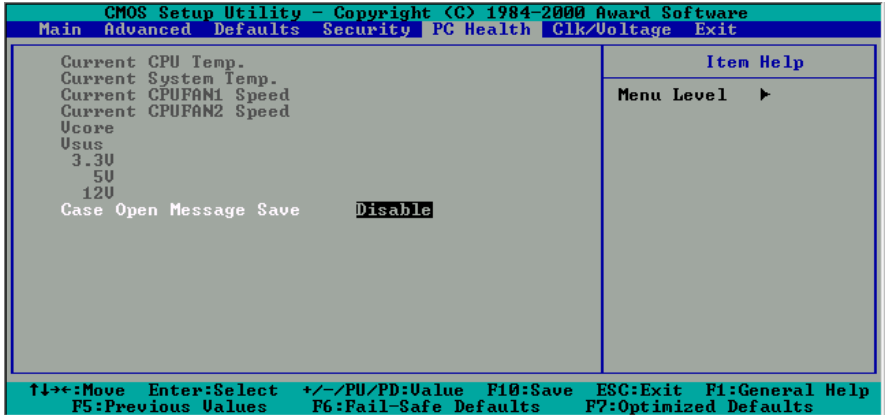 CMOS Setup Utility - Copyright (C) 1984-2000 Award Software
Main Advanced Defaults Security PC Health Clk/Voltage Exit
Current CPU Temp.
Item Help
Current System Temp.
Current CPUFAN1 Speed
Menu Level ►
Current CPUFAN2 Speed
Vcore
Vsus
3.3V
5V
12V
Case Open Message Save Disable
↑↓→←:Move Enter:Select +/-/PU/PD:Value F10:Save ESC:Exit F1:General Help
F5:Previous Values F6:Fail-Safe Defaults F7:Optimized Defaults